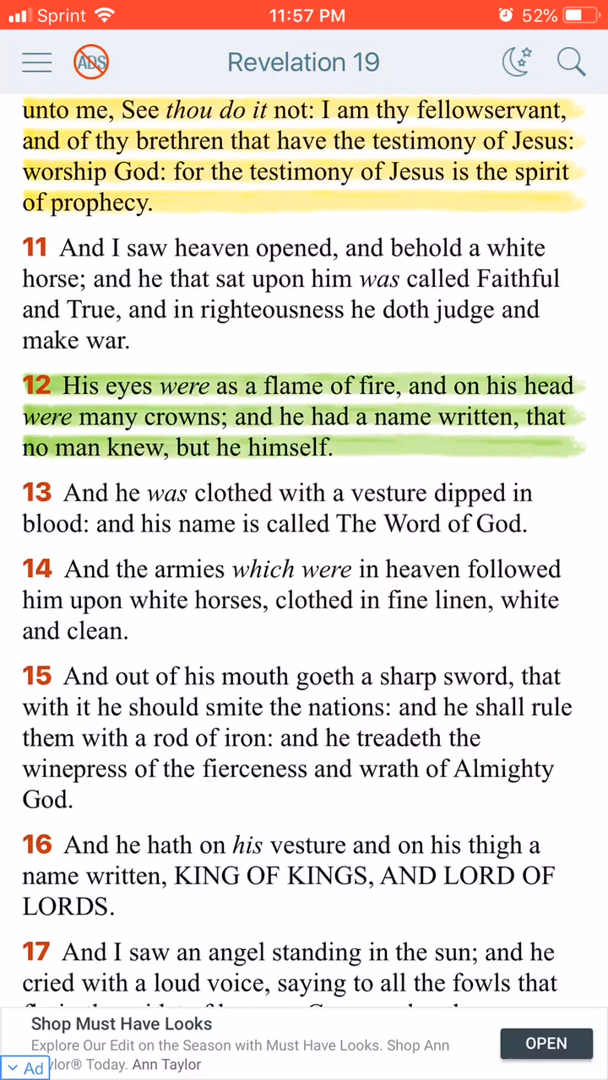 Sprint 11:57 PM 52%
ADS Revelation 19
unto me, See thou do it not: I am thy fellowservant,
and of thy brethren that have the testimony of Jesus:
worship God: for the testimony of Jesus is the spirit
of prophecy.
11 And I saw heaven opened, and behold a white
horse; and he that sat upon him was called Faithful
and True, and in righteousness he doth judge and
make war.
12 His eyes were as a flame of fire, and on his head
were many crowns; and he had a name written, that
no man knew, but he himself.
13 And he was clothed with a vesture dipped in
blood: and his name is called The Word of God.
14 And the armies which were in heaven followed
him upon white horses, clothed in fine linen, white
and clean.
15 And out of his mouth goeth a sharp sword, that
with it he should smite the nations: and he shall rule
them with a rod of iron: and he treadeth the
winepress of the fierceness and wrath of Almighty
God.
16 And he hath on his vesture and on his thigh a
name written, KING OF KINGS, AND LORD OF
LORDS.
17 And I saw an angel standing in the sun; and he
cried with a loud voice, saying to all the fowls that
Shop Must Have Looks
Explore Our Edit on the Season with Must Have Looks. Shop Ann
lor® Today. Ann Taylor
OPEN
Ad